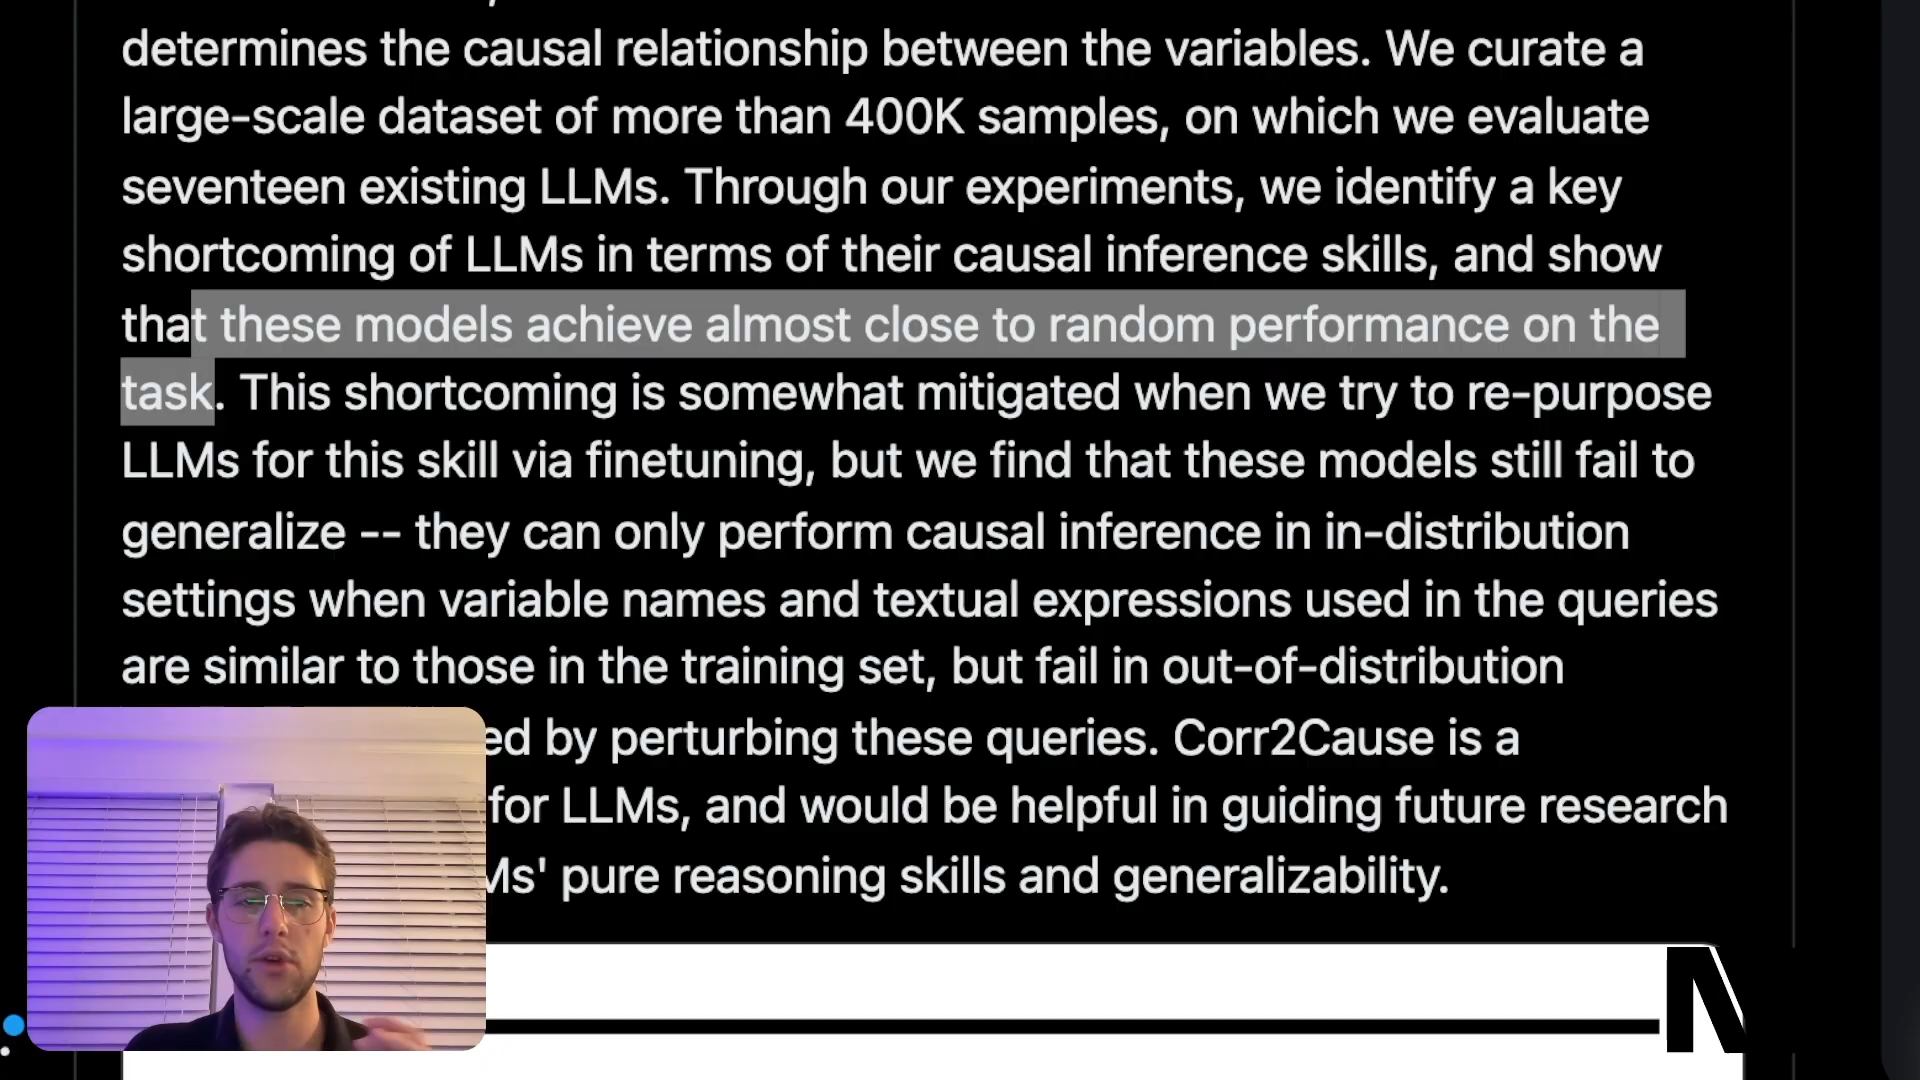 determines the causal relationship between the variables. We curate a
large-scale dataset of more than 400K samples, on which we evaluate
seventeen existing LLMs. Through our experiments, we identify a key
shortcoming of LLMs in terms of their causal inference skills, and show
that these models achieve almost close to random performance on the
task. This shortcoming is somewhat mitigated when we try to re-purpose
LLMs for this skill via finetuning, but we find that these models still fail to
generalize -- they can only perform causal inference in in-distribution
settings when variable names and textual expressions used in the queries
are similar to those in the training set, but fail in out-of-distribution
ed by perturbing these queries. Corr2Cause is a
for LLMs, and would be helpful in guiding future research
Ms' pure reasoning skills and generalizability.